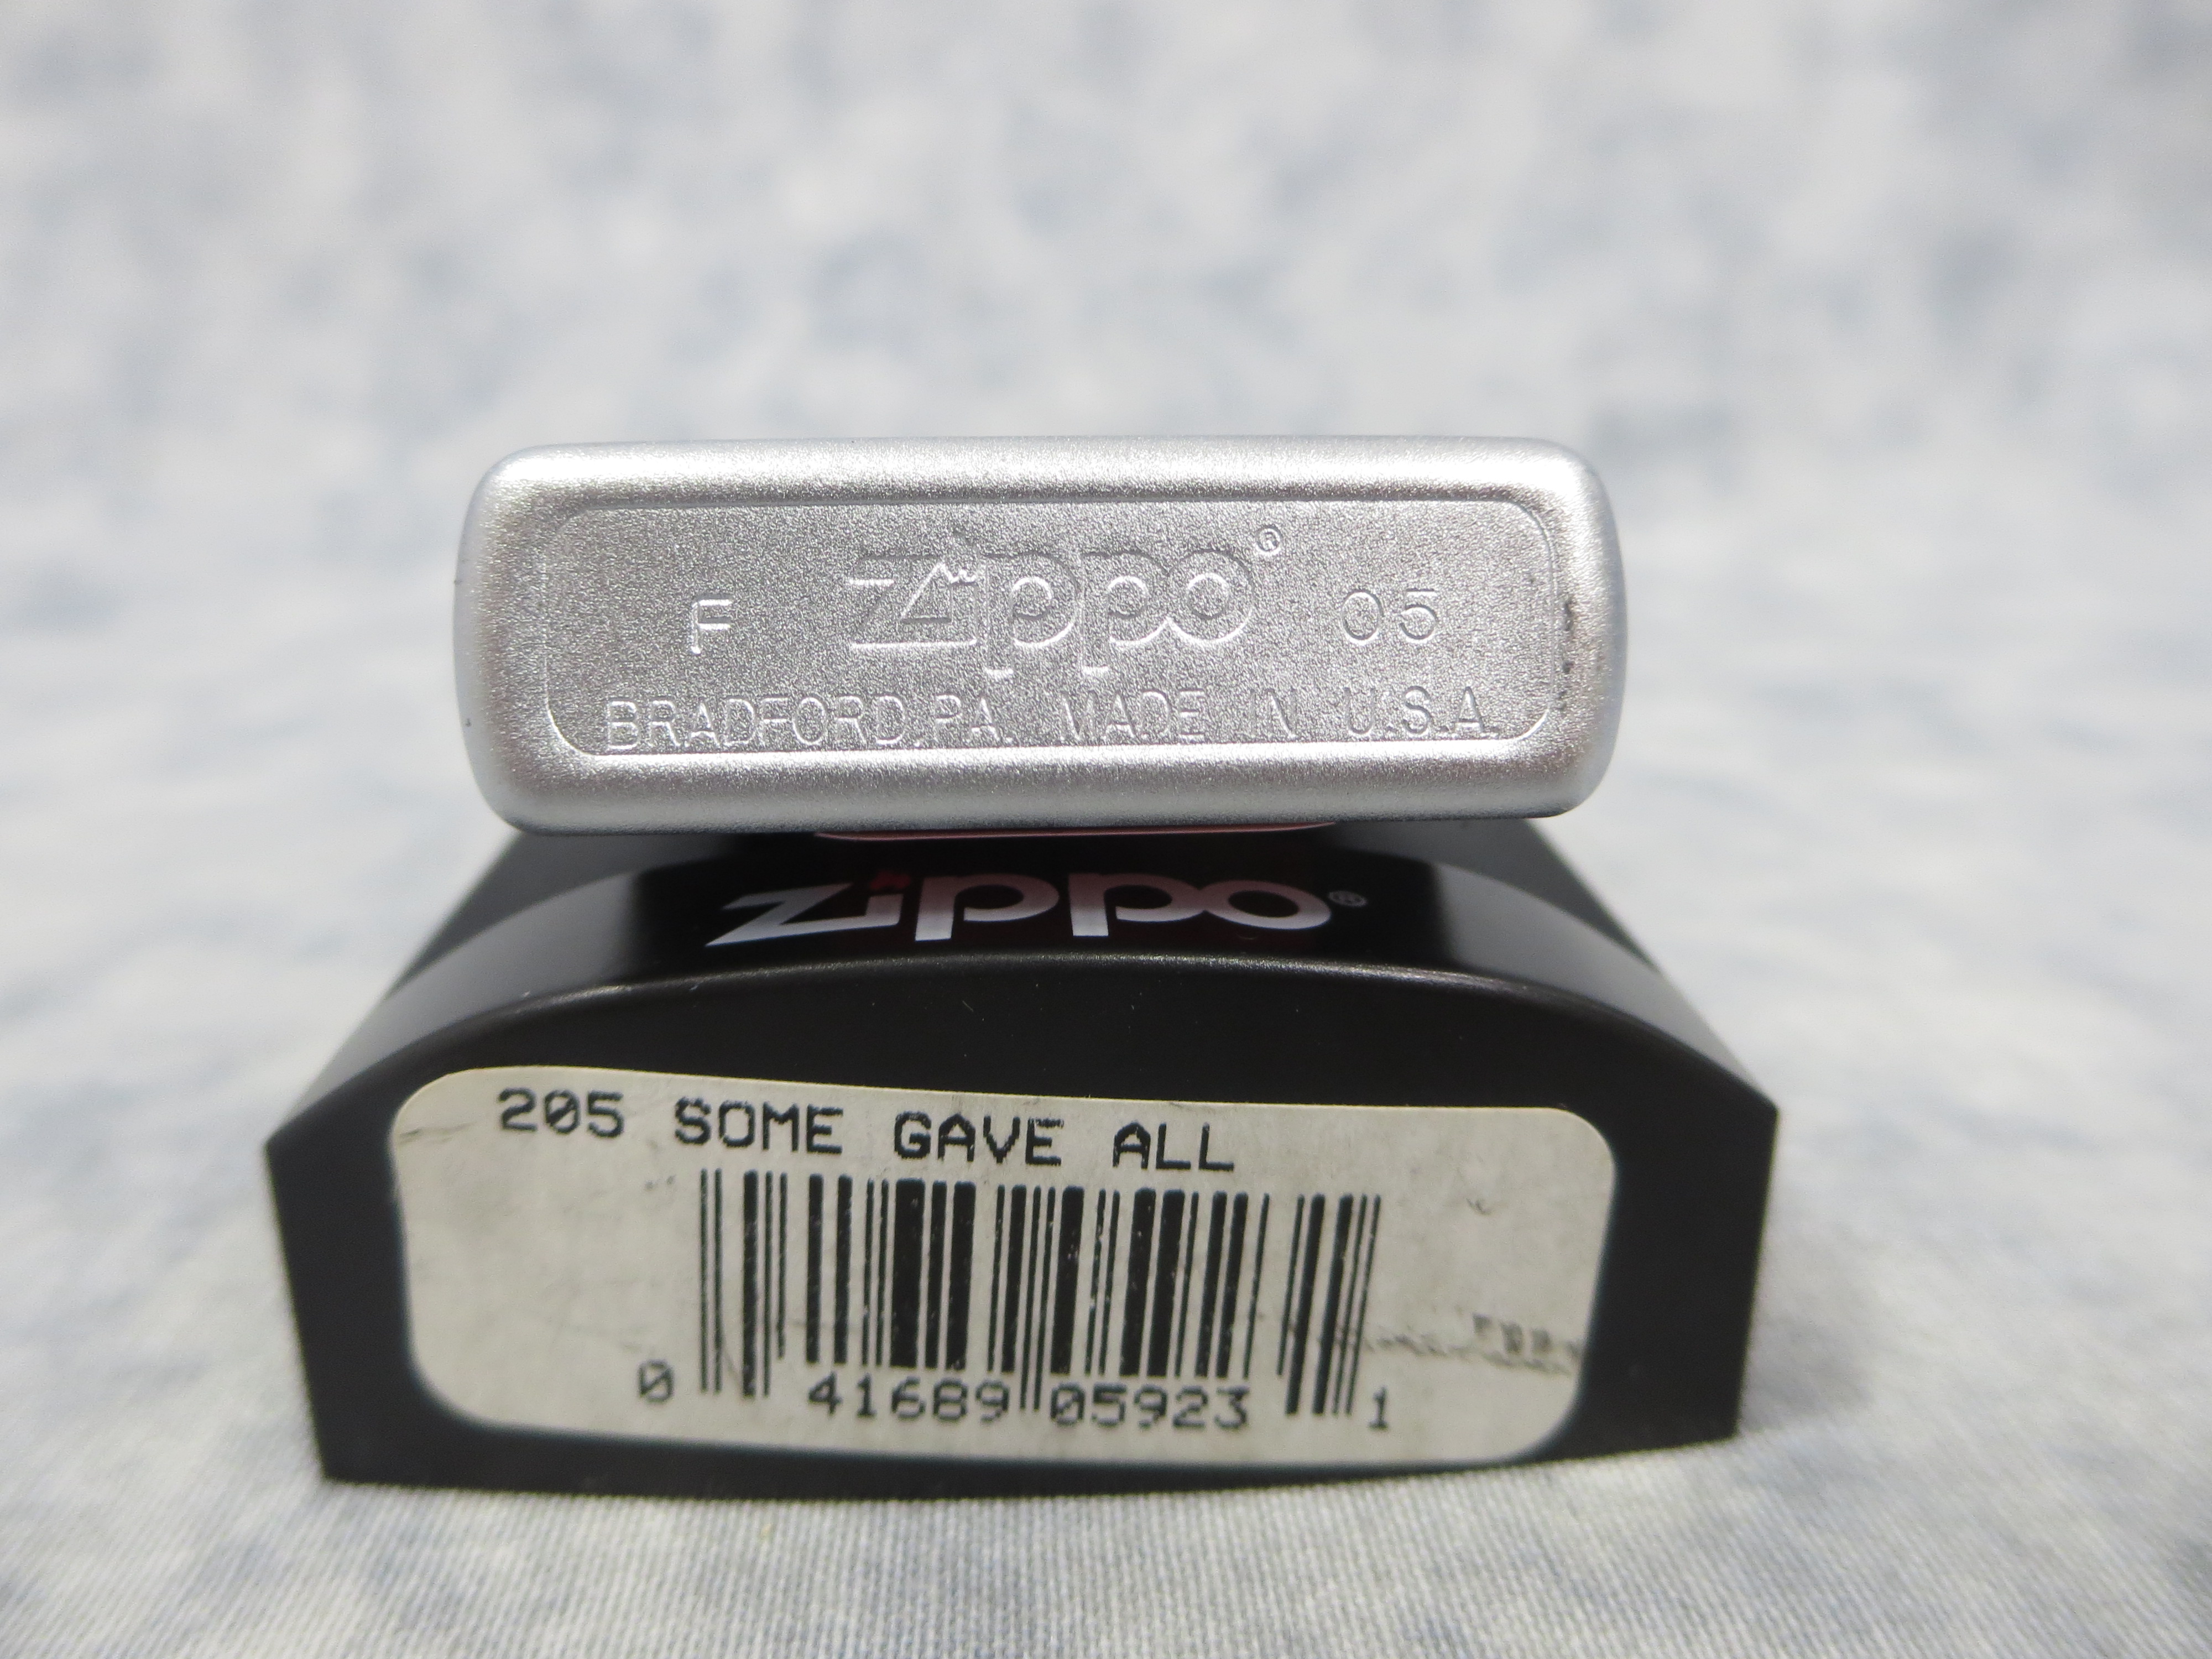 F zippo® 05
BRADFORD,PA. MADE IN U.S.A.
zippo®
205 SOME GAVE ALL
0 41689 05923 1